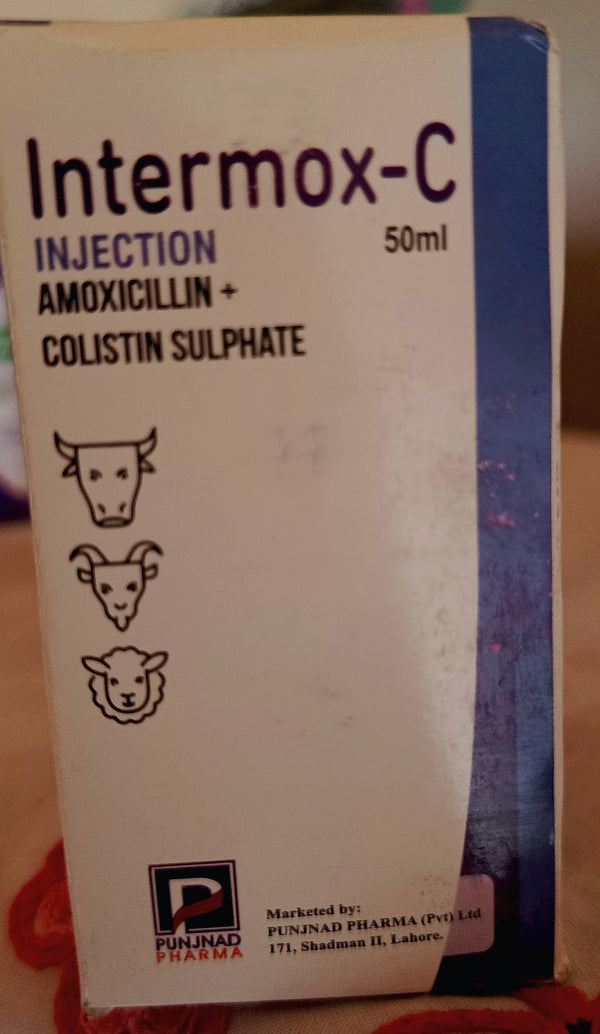 Intermox-C
INJECTION
50ml
AMOXICILLIN +
COLISTIN SULPHATE
PUNJNAD
PHARMA
Marketed by:
PUNJNAD PHARMA (Pvt) Ltd
171, Shadman II, Lahore.